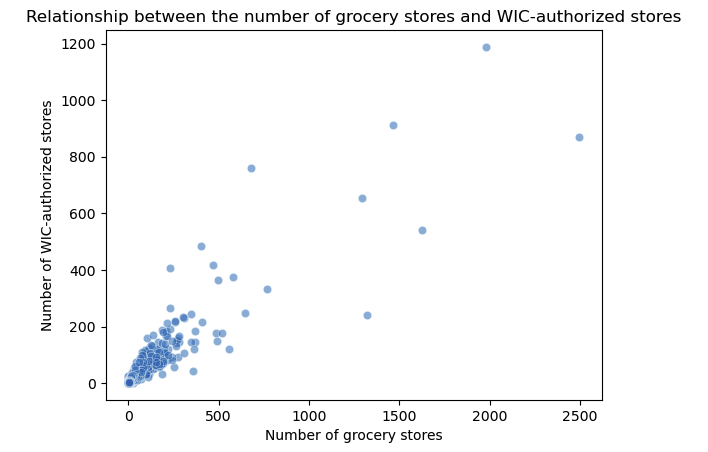 Relationship between the number of grocery stores and WIC-authorized stores
1200
1000
800
600
400
200
0
Number of WIC-authorized stores
0 500 1000 1500 2000 2500
Number of grocery stores